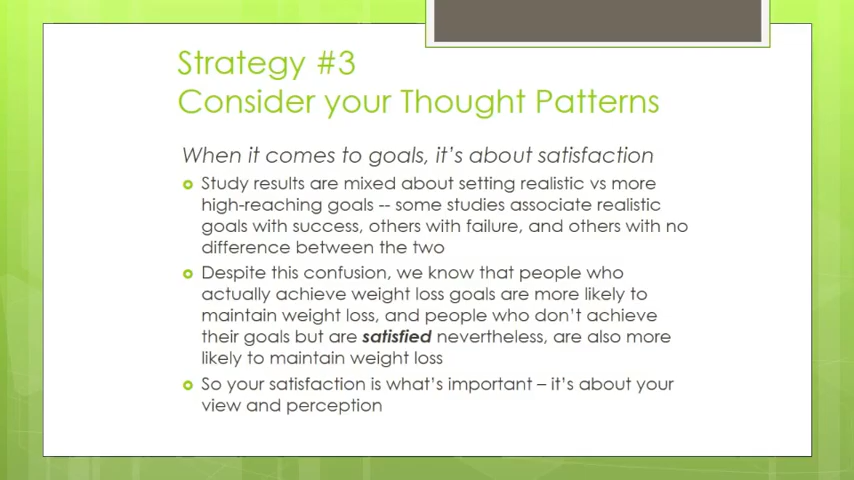 Strategy #3
Consider your Thought Patterns
When it comes to goals, it's about satisfaction
Study results are mixed about setting realistic vs more
high-reaching goals -- some studies associate realistic
goals with success, others with failure, and others with no
difference between the two
Despite this confusion, we know that people who
actually achieve weight loss goals are more likely to
maintain weight loss, and people who don't achieve
their goals but are satisfied nevertheless, are also more
likely to maintain weight loss
So your satisfaction is what's important – it's about your
view and perception